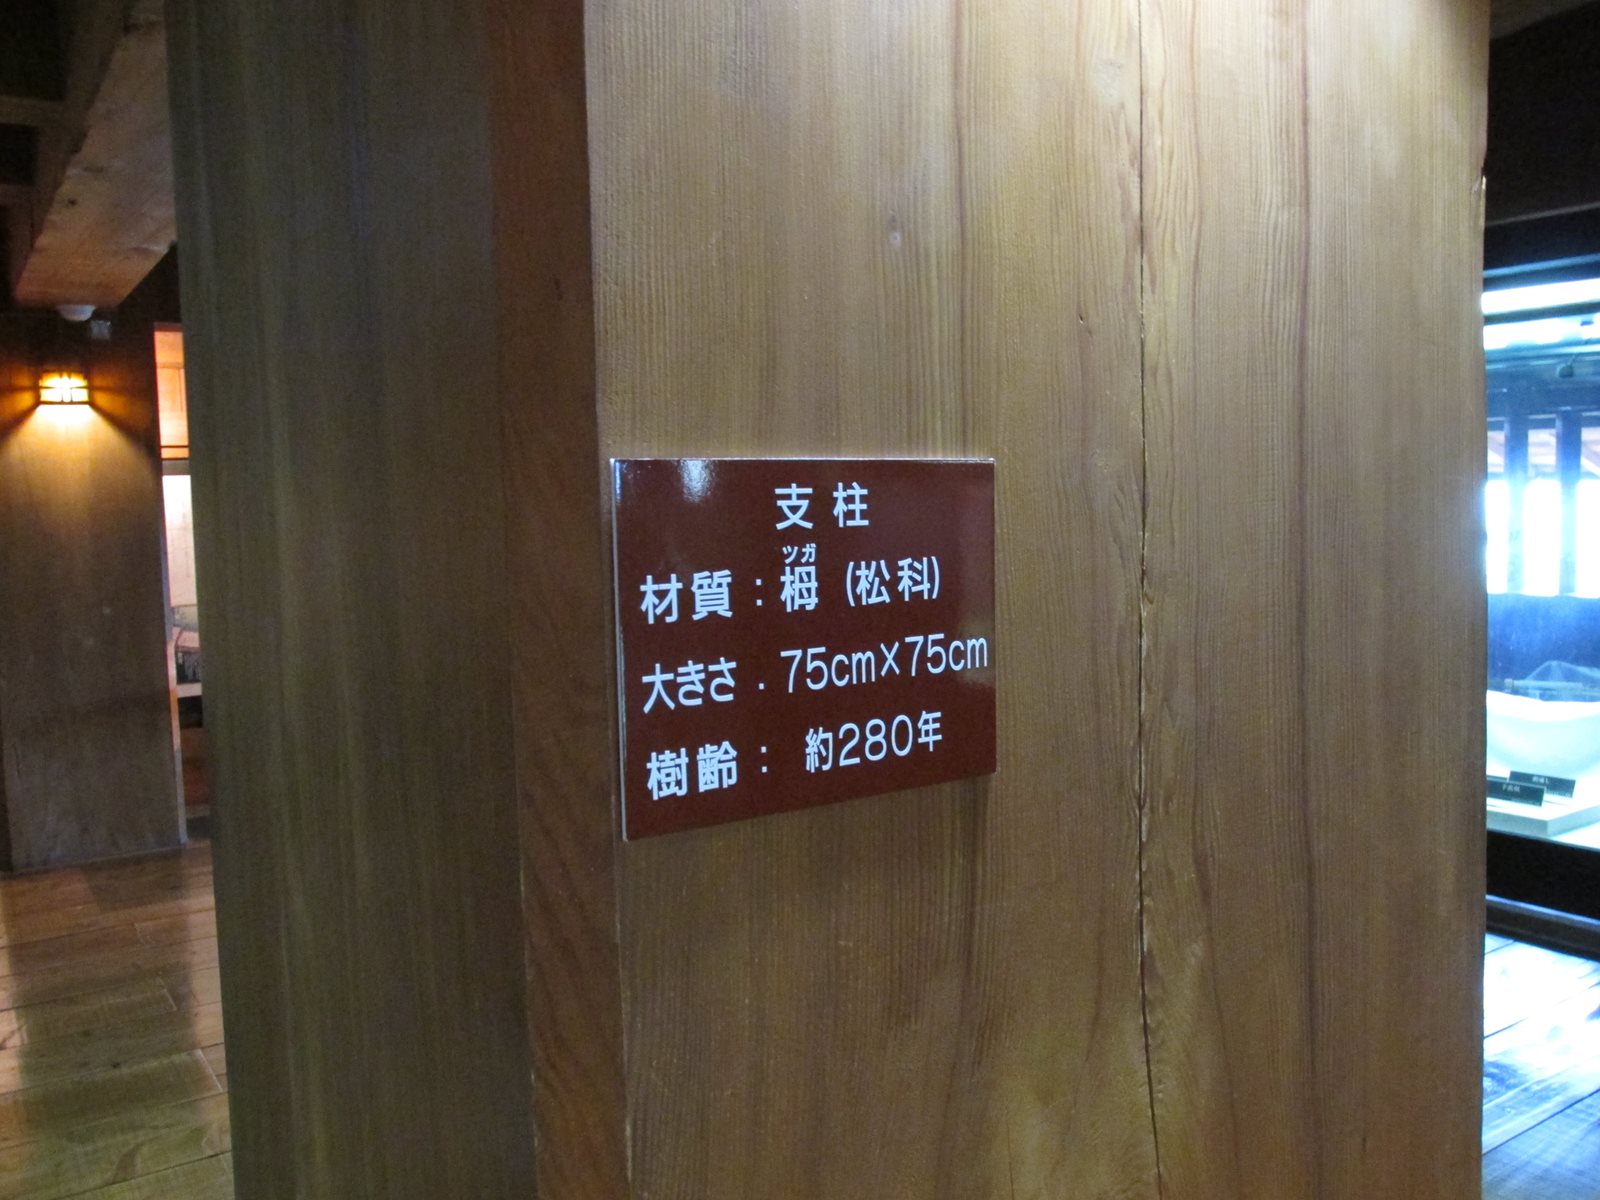 支柱
ツガ
材質：栂（松科）
大きさ：75cm×75cm
樹齢：約280年